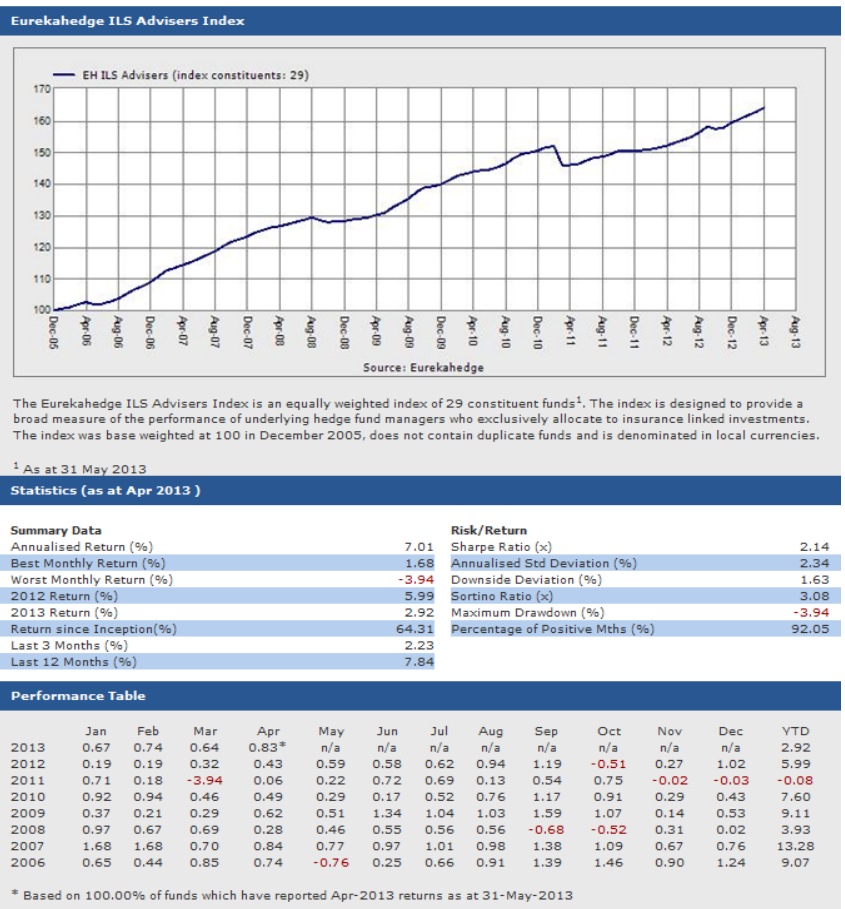 Eurekahedge ILS Advisers Index
EH ILS Advisers (index constituents: 29)
170
160
150
140
130
120
110
100
Dec-05 Apr-06 Aug-06 Dec-06 Apr-07 Aug-07 Dec-07 Apr-08 Aug-08 Dec-08 Apr-09 Aug-09 Dec-09 Apr-10 Aug-10 Dec-10 Apr-11 Aug-11 Dec-11 Apr-12 Aug-12 Dec-12 Apr-13 Aug-13
Source: Eurekahedge
The Eurekahedge ILS Advisers Index is an equally weighted index of 29 constituent funds¹. The index is designed to provide a
broad measure of the performance of underlying hedge fund managers who exclusively allocate to insurance linked investments.
The index was base weighted at 100 in December 2005, does not contain duplicate funds and is denominated in local currencies.
¹ As at 31 May 2013
Statistics (as at Apr 2013 )
Summary Data Risk/Return
Annualised Return (%) 7.01 Sharpe Ratio (x) 2.14
Best Monthly Return (%) 1.68 Annualised Std Deviation (%) 2.34
Worst Monthly Return (%) -3.94 Downside Deviation (%) 1.63
2012 Return (%) 5.99 Sortino Ratio (x) 3.08
2013 Return (%) 2.92 Maximum Drawdown (%) -3.94
Return since Inception(%) 64.31 Percentage of Positive Mths (%) 92.05
Last 3 Months (%) 2.23
Last 12 Months (%) 7.84
Performance Table
Jan Feb Mar Apr May Jun Jul Aug Sep Oct Nov Dec YTD
2013 0.67 0.74 0.64 0.83* n/a n/a n/a n/a n/a n/a n/a n/a 2.92
2012 0.19 0.19 0.32 0.43 0.59 0.58 0.62 0.94 1.19 -0.51 0.27 1.02 5.99
2011 0.71 0.18 -3.94 0.06 0.22 0.72 0.69 0.13 0.54 0.75 -0.02 -0.03 -0.08
2010 0.92 0.94 0.46 0.49 0.29 0.17 0.52 0.76 1.17 0.91 0.29 0.43 7.60
2009 0.37 0.21 0.29 0.62 0.51 1.34 1.04 1.03 1.59 1.07 0.14 0.53 9.11
2008 0.97 0.67 0.69 0.28 0.46 0.55 0.56 0.56 -0.68 -0.52 0.31 0.02 3.93
2007 1.68 1.68 0.70 0.84 0.77 0.97 1.01 0.98 1.38 1.09 0.67 0.76 13.28
2006 0.65 0.44 0.85 0.74 -0.76 0.25 0.66 0.91 1.39 1.46 0.90 1.24 9.07
* Based on 100.00% of funds which have reported Apr-2013 returns as at 31-May-2013